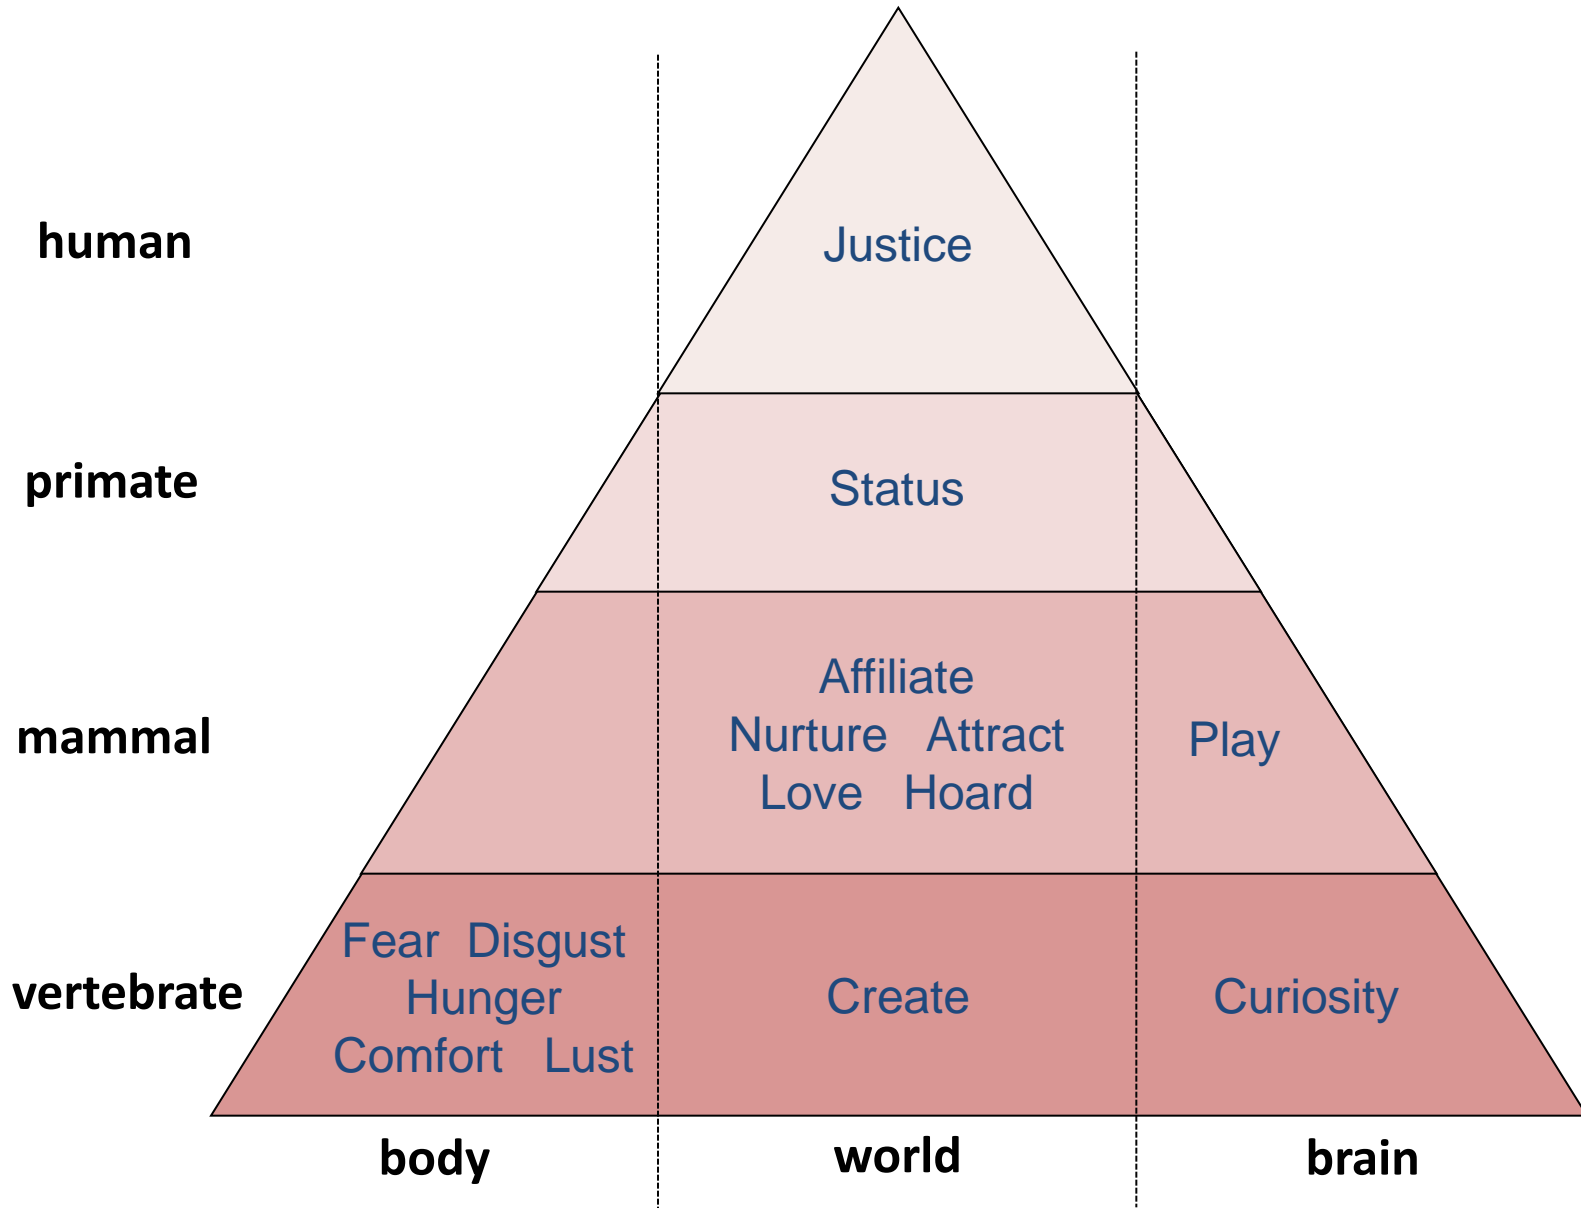 human
Justice
primate
Status
mammal
Affiliate
Nurture Attract
Love Hoard
Play
vertebrate
Fear Disgust
Hunger
Comfort Lust
Create
Curiosity
body
world
brain